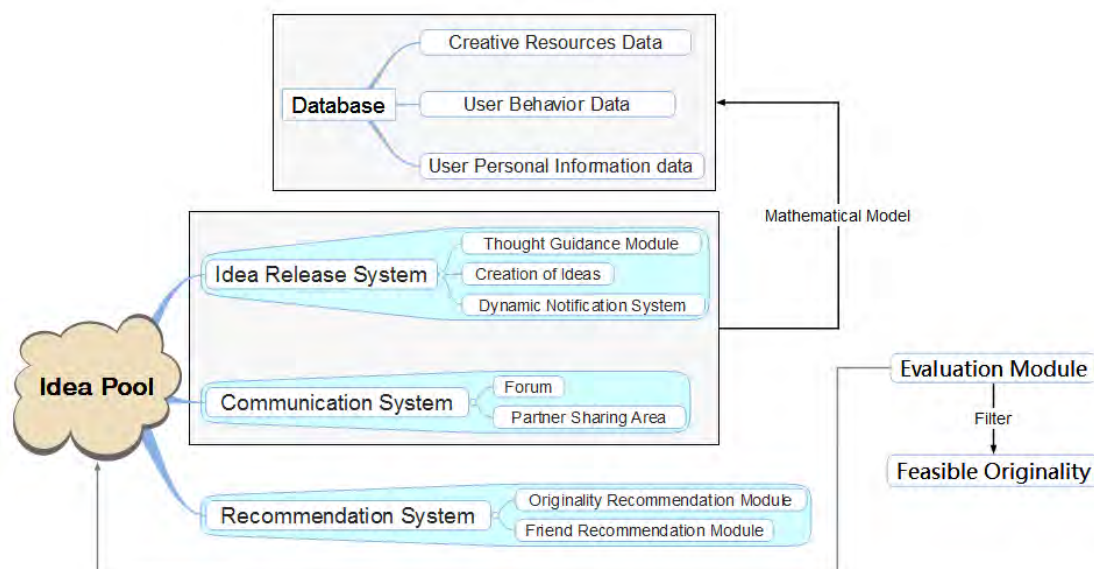 Creative Resources Data
Database
User Behavior Data
User Personal Information data
Mathematical Model
Idea Release System
Thought Guidance Module
Creation of Ideas
Dynamic Notification System
Idea Pool
Communication System
Forum
Partner Sharing Area
Recommendation System
Originality Recommendation Module
Friend Recommendation Module
Evaluation Module
Filter
Feasible Originality